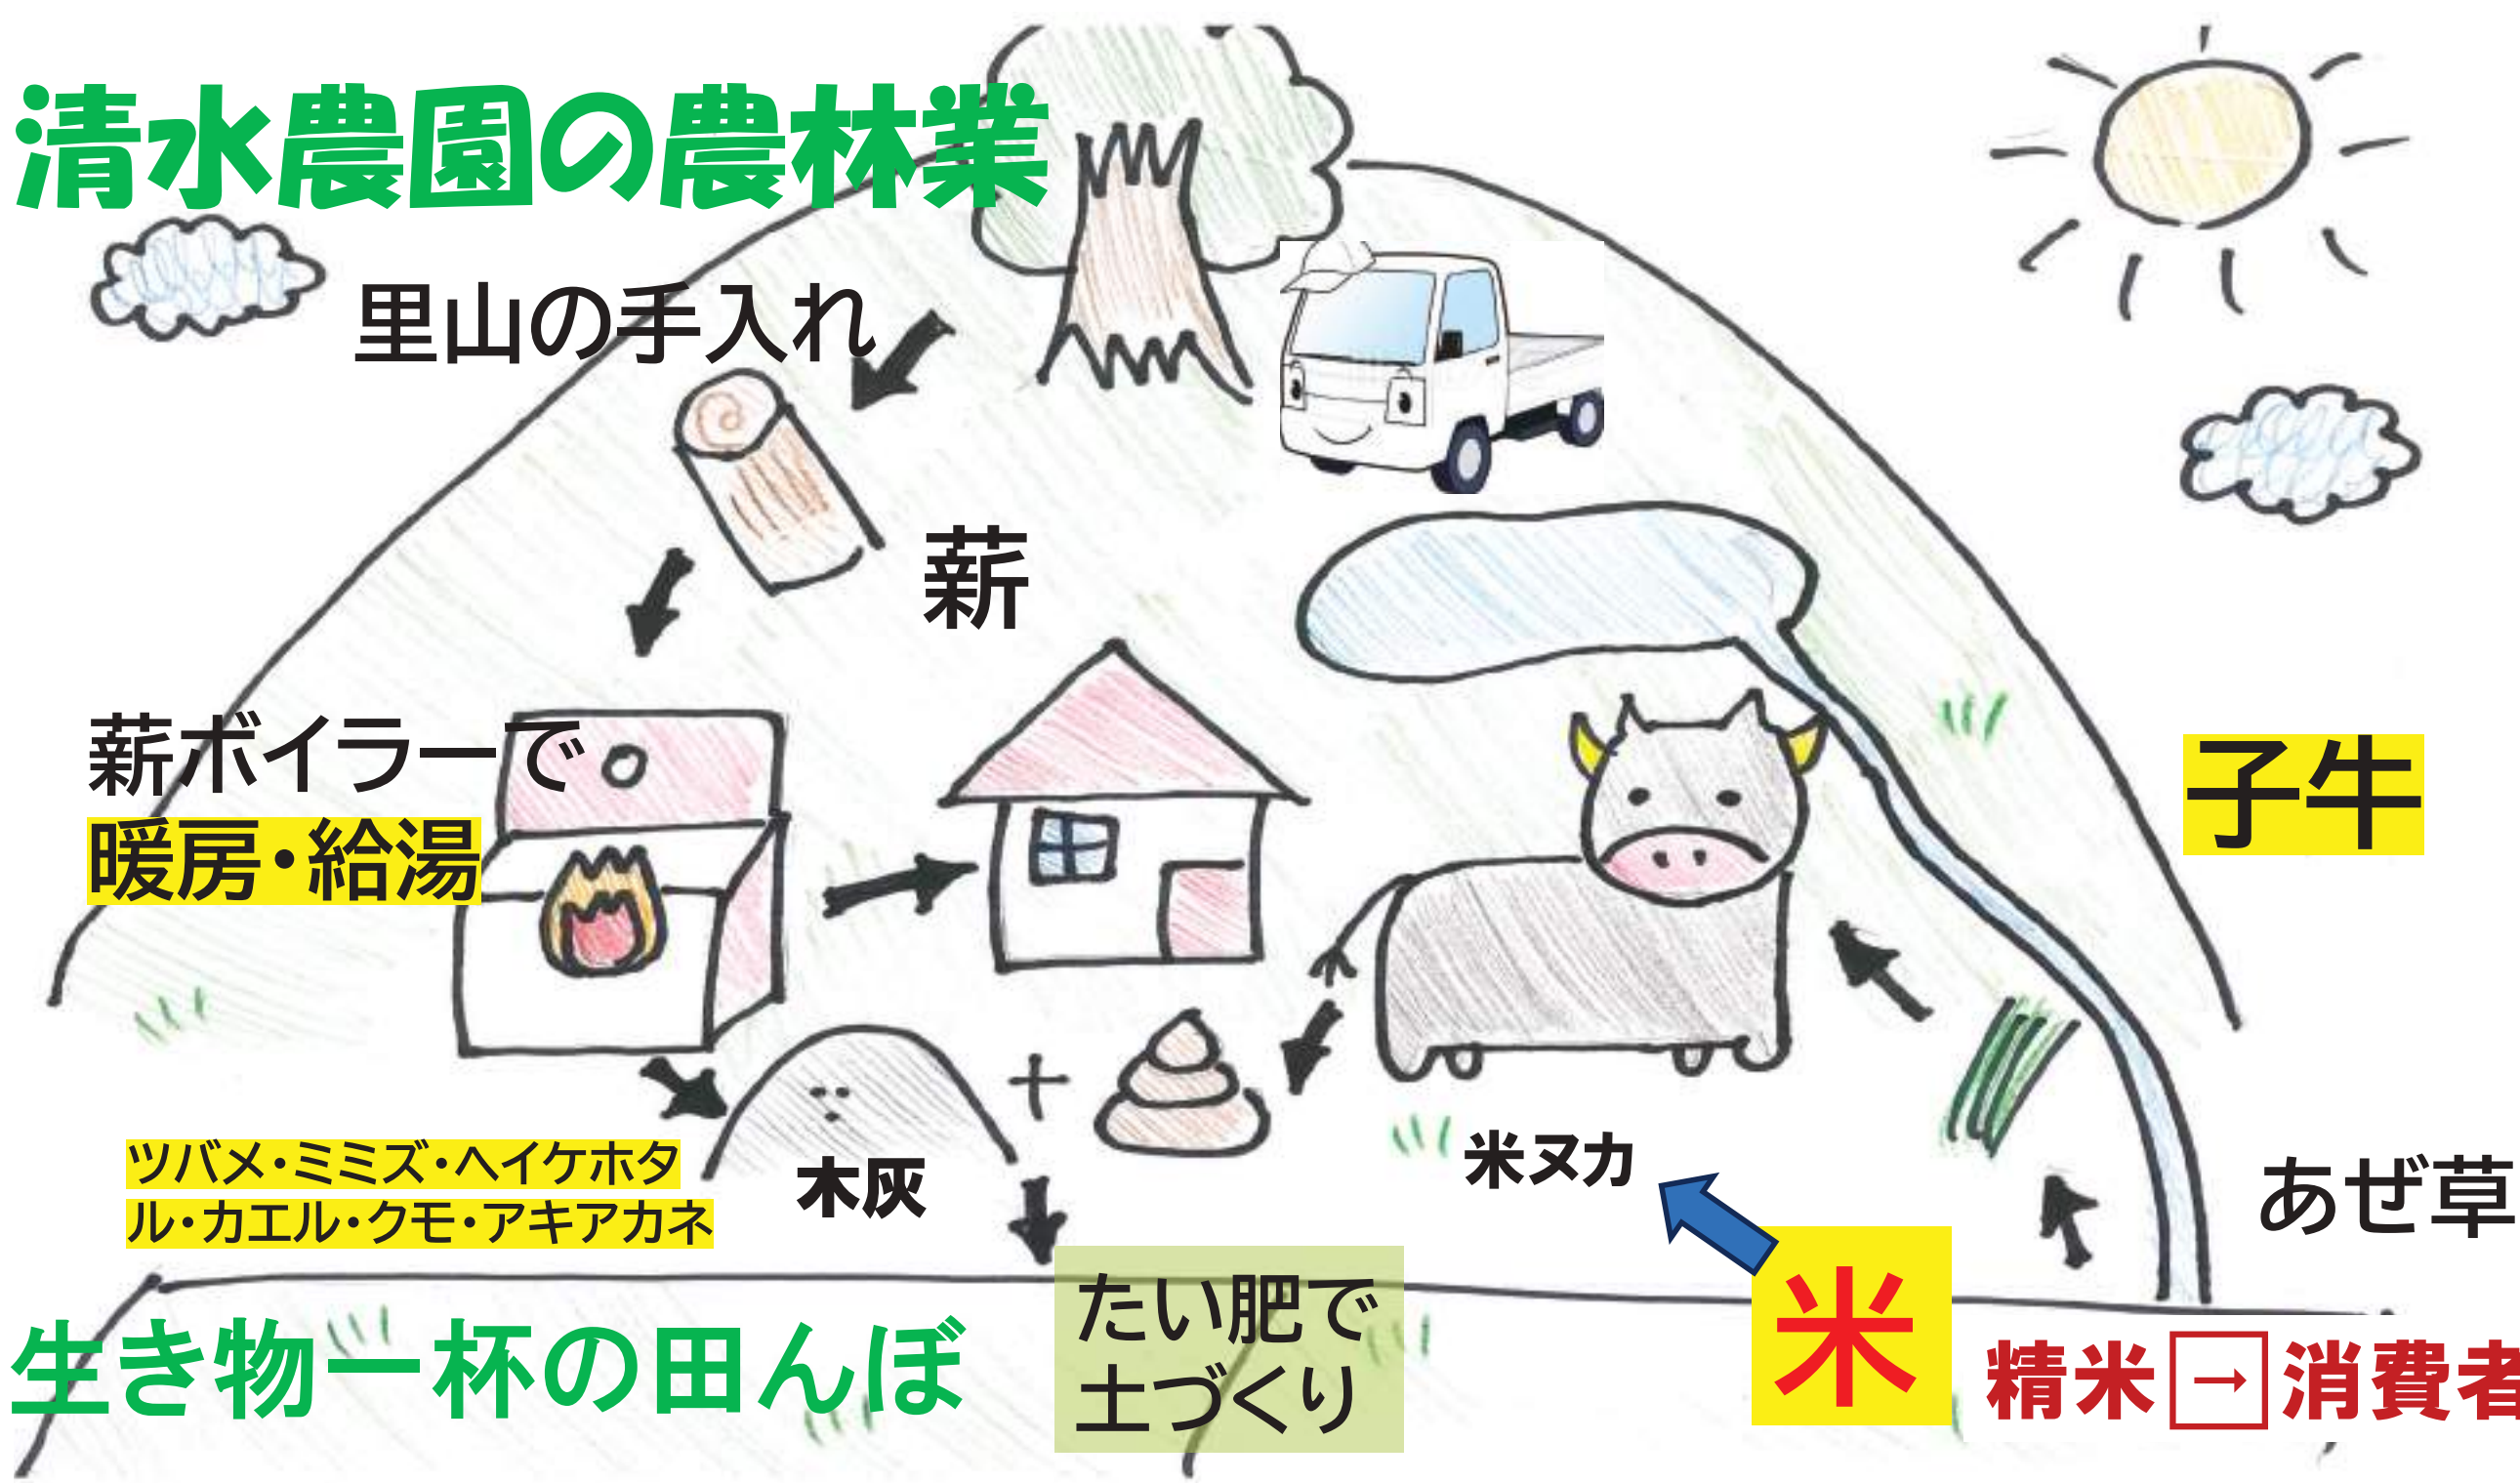 清水農園の農林業
里山の手入れ
薪
薪ボイラーで
暖房・給湯
子牛
ツバメ・ミミズ・ヘイケホタ
ル・カエル・クモ・アキアカネ
木灰
米ヌカ
あぜ草
生き物一杯の田んぼ
たい肥で
土づくり
米
精米→消費者